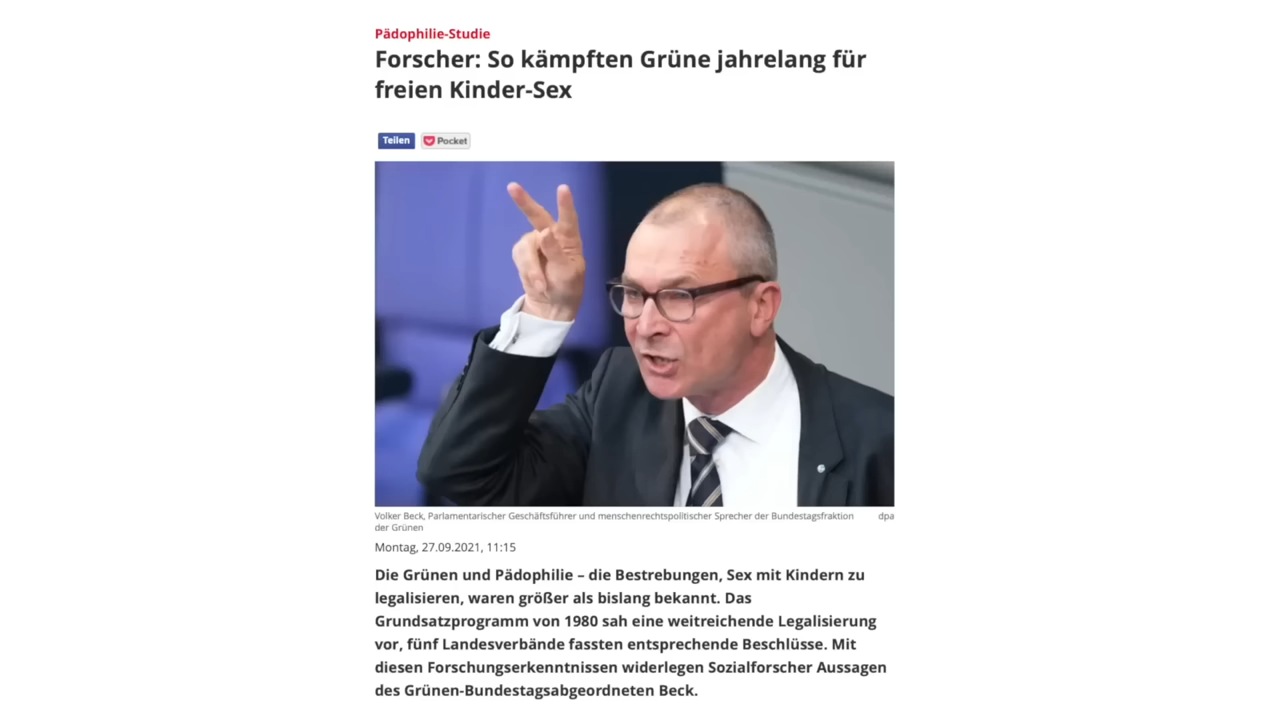 Pädophilie-Studie
Forscher: So kämpften Grüne jahrelang für
freien Kinder-Sex
Teilen
Pocket
Volker Beck, Parlamentarischer Geschäftsführer und menschenrechtspolitischer Sprecher der Bundestagsfraktion
der Grünen
dpa
Montag, 27.09.2021, 11:15
Die Grünen und Pädophilie – die Bestrebungen, Sex mit Kindern zu
legalisieren, waren größer als bislang bekannt. Das
Grundsatzprogramm von 1980 sah eine weitreichende Legalisierung
vor, fünf Landesverbände fassten entsprechende Beschlüsse. Mit
diesen Forschungserkenntnissen widerlegen Sozialforscher Aussagen
des Grünen-Bundestagsabgeordneten Beck.